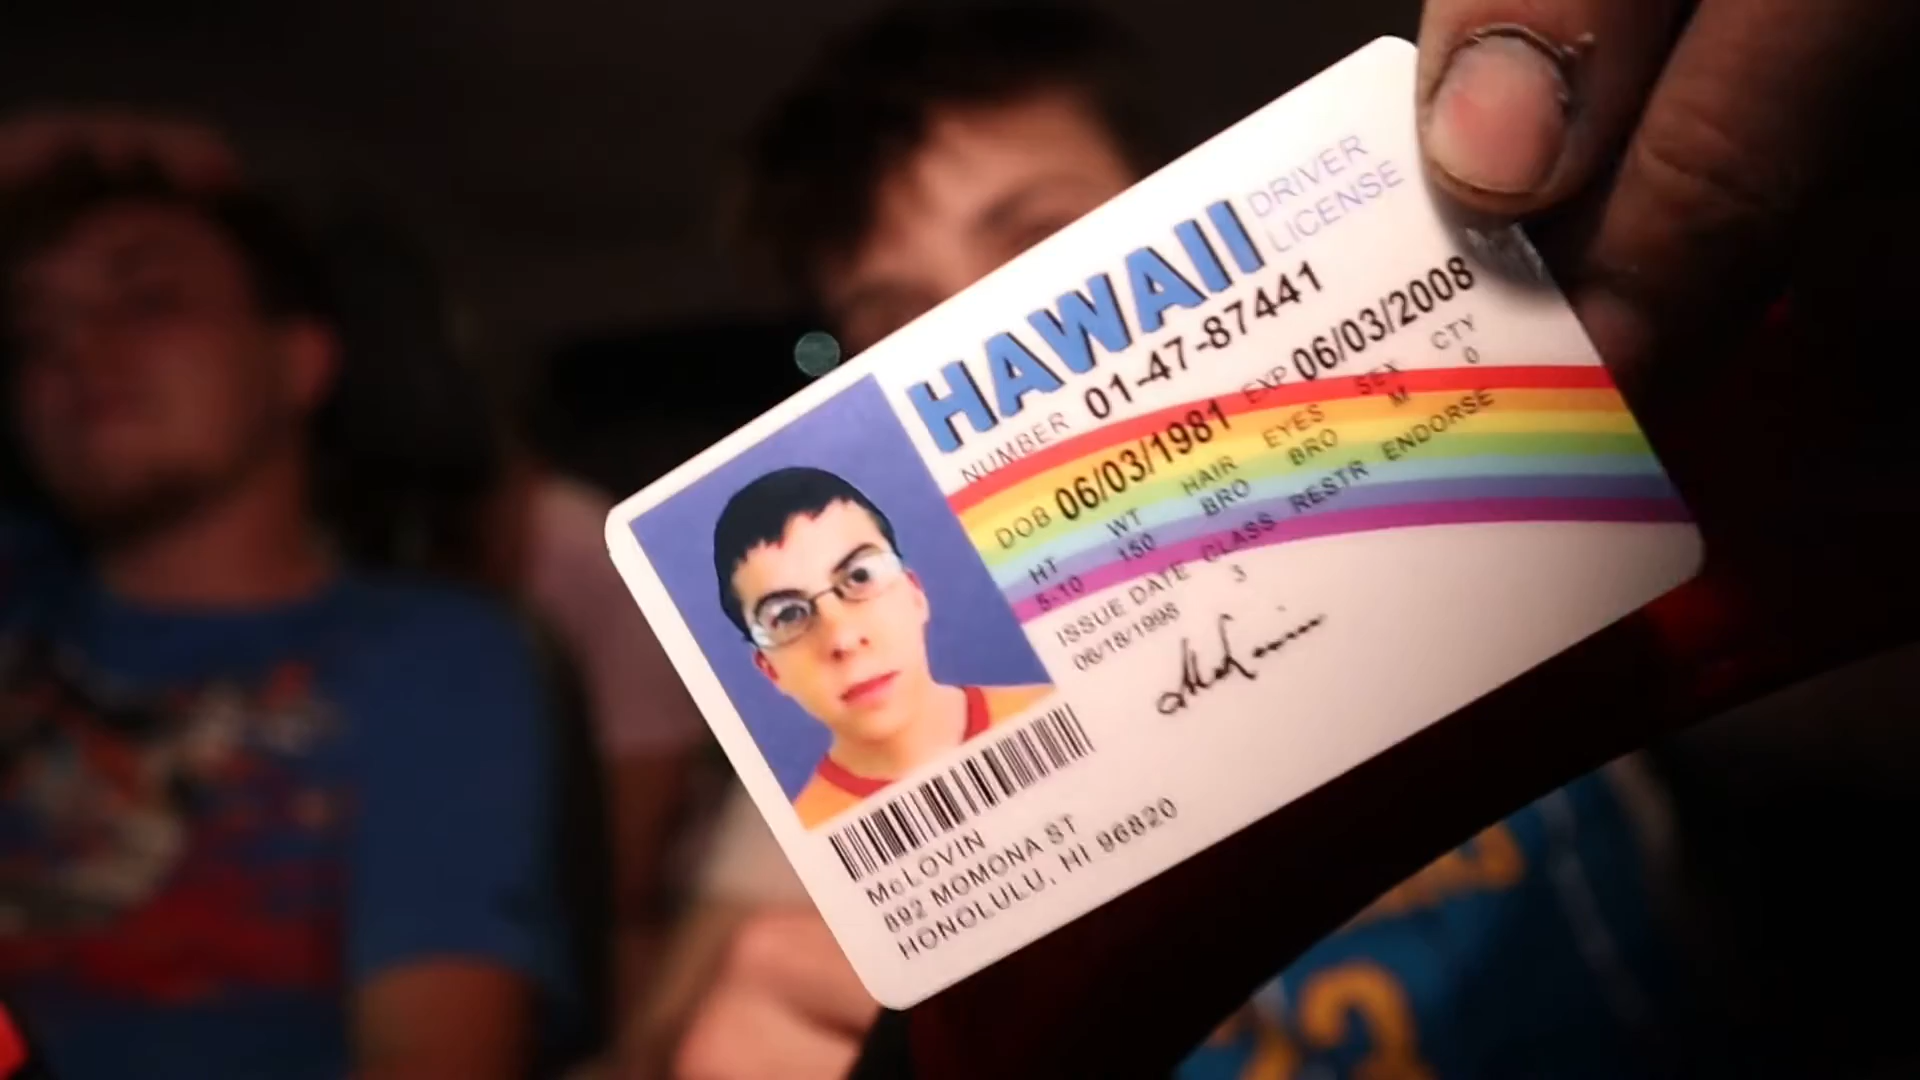 HAWAII DRIVER LICENSE
NUMBER 01-47-87441
DOB 06/03/1981 EXP 06/03/2008
HT WT HAIR EYES SEX CTY
5-10 150 BRO BRO M 0
ISSUE DATE CLASS RESTR ENDORSE
06/18/1998 3
McLovin
McLOVIN
892 MOMONA ST
HONOLULU, HI 96820
23